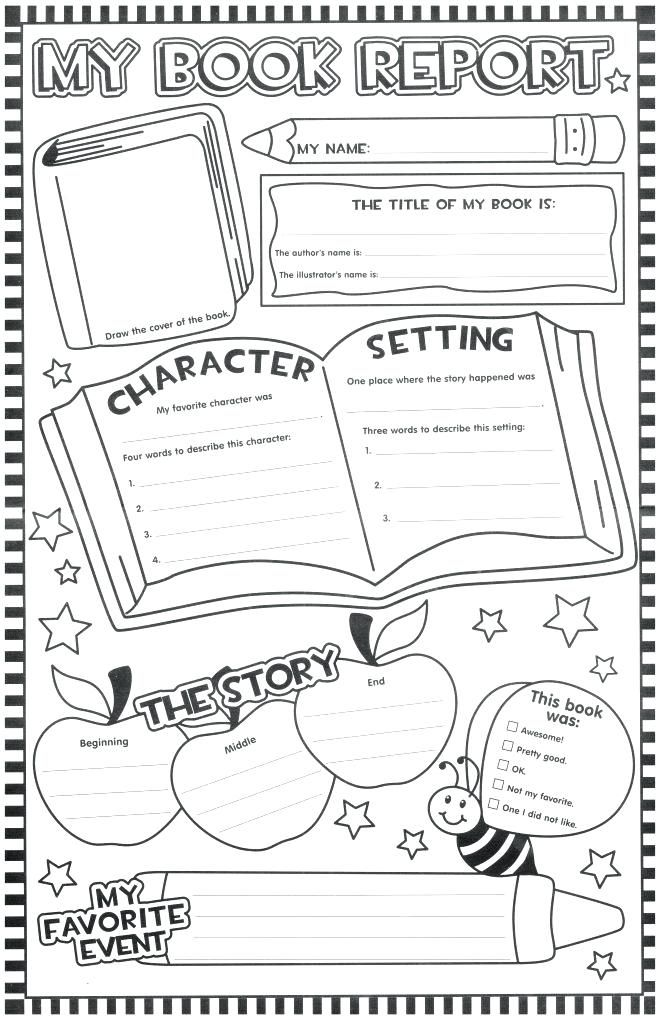 MY BOOK REPORT
MY NAME:
THE TITLE OF MY BOOK IS:
The author's name is:
The illustrator's name is:
Draw the cover of the book.
CHARACTER
My favorite character was
.
Four words to describe this character:
1.
2.
3.
4.
SETTING
One place where the story happened was
.
Three words to describe this setting:
1.
2.
3.
THE STORY
Beginning
Middle
End
This book
was:
Awesome!
Pretty good.
OK.
Not my favorite.
One I did not like.
MY
FAVORITE
EVENT